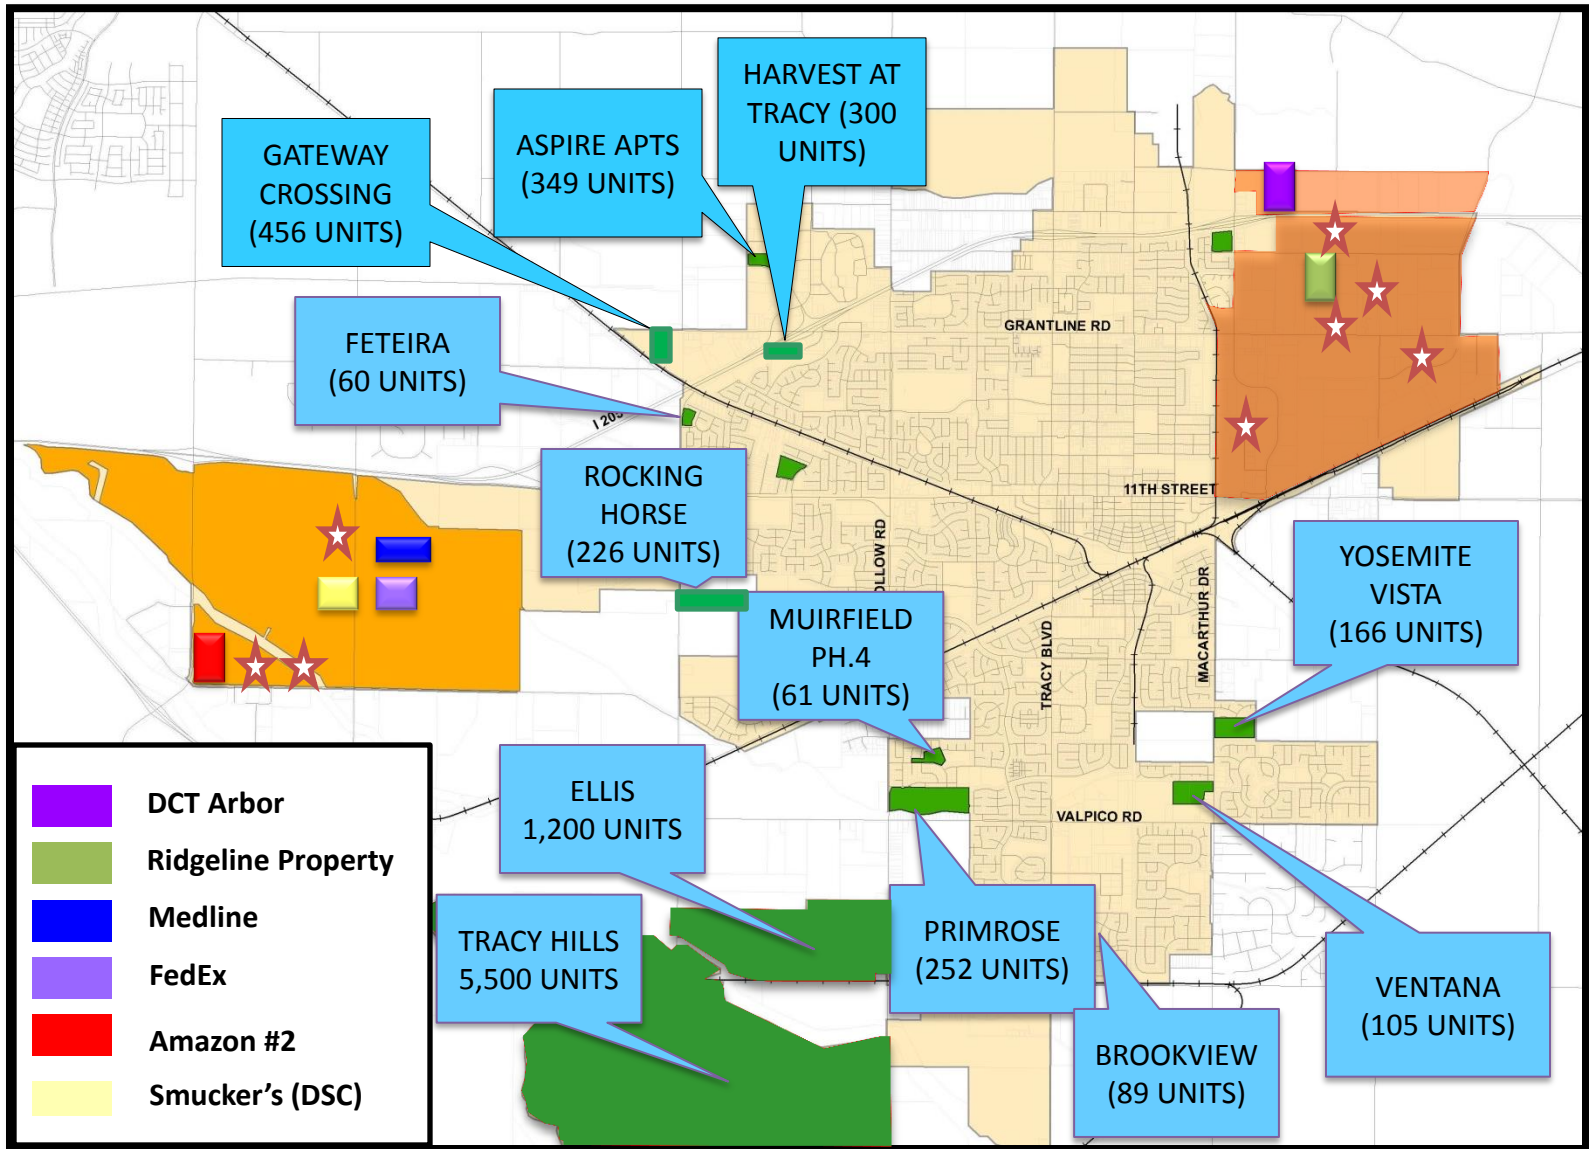 HARVEST AT
TRACY (300
UNITS)
ASPIRE APTS
(349 UNITS)
GATEWAY
CROSSING
(456 UNITS)
FETEIRA
(60 UNITS)
GRANTLINE RD
I 205
ROCKING
HORSE
(226 UNITS)
11TH STREET
OLLOW RD
YOSEMITE
VISTA
(166 UNITS)
MUIRFIELD
PH.4
(61 UNITS)
TRACY BLVD
MACARTHUR DR
ELLIS
1,200 UNITS
VALPICO RD
TRACY HILLS
5,500 UNITS
PRIMROSE
(252 UNITS)
VENTANA
(105 UNITS)
BROOKVIEW
(89 UNITS)
DCT Arbor
Ridgeline Property
Medline
FedEx
Amazon #2
Smucker's (DSC)